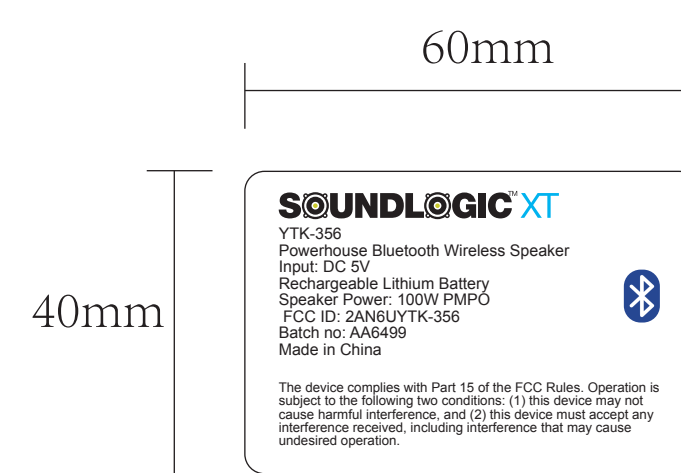 60mm
40mm
SOUNDLOGIC™ XT
YTK-356
Powerhouse Bluetooth Wireless Speaker
Input: DC 5V
Rechargeable Lithium Battery
Speaker Power: 100W PMPO
FCC ID: 2AN6UYTK-356
Batch no: AA6499
Made in China
The device complies with Part 15 of the FCC Rules. Operation is
subject to the following two conditions: (1) this device may not
cause harmful interference, and (2) this device must accept any
interference received, including interference that may cause
undesired operation.